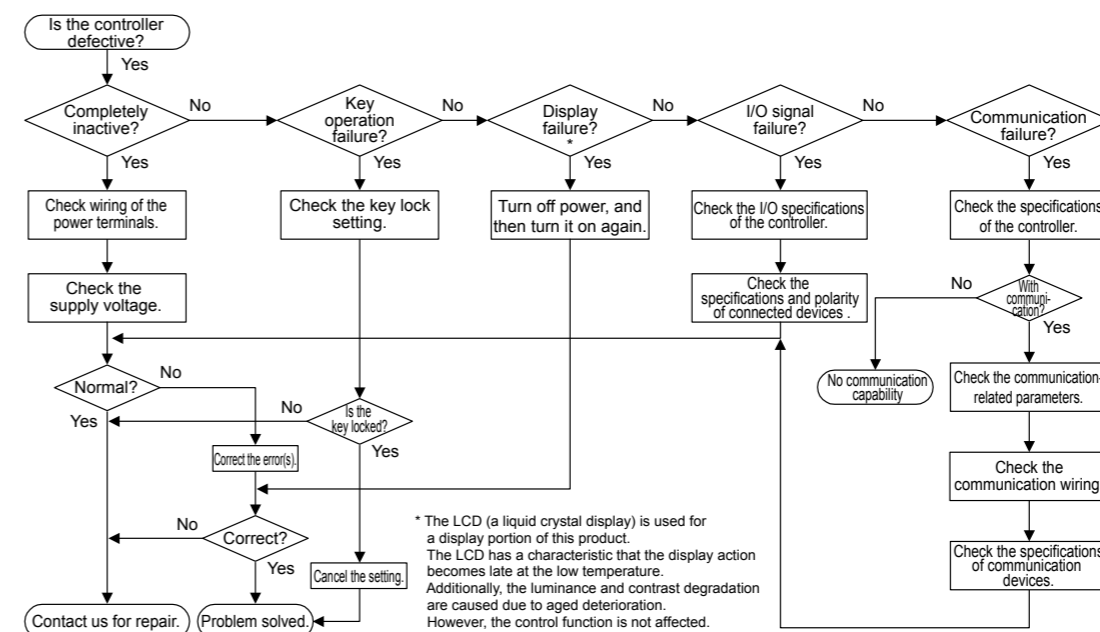 Is the controller
defective?
Yes
Completely
inactive?
No
Key
operation
failure?
No
Display
failure?
*
No
I/O signal
failure?
No
Communication
failure?
Yes
Yes
Yes
Yes
Yes
Check wiring of the
power terminals.
Check the key lock
setting.
Turn off power, and
then turn it on again.
Check the I/O specifications
of the controller.
Check the specifications
of the controller.
Check the
supply voltage.
Check the
specifications and polarity
of connected devices .
No
With
communi-
cation?
Yes
Normal?
No
Yes
No communication
capability
Check the communication-
related parameters.
No
Is the
key locked?
Yes
Correct the error(s).
Check the
communication wiring
No
Correct?
Yes
Cancel the setting.
Check the specifications
of communication
devices.
* The LCD (a liquid crystal display) is used for
a display portion of this product.
The LCD has a characteristic that the display action
becomes late at the low temperature.
Additionally, the luminance and contrast degradation
are caused due to aged deterioration.
However, the control function is not affected.
Contact us for repair.
Problem solved.